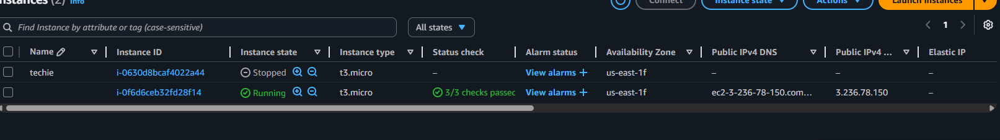 Instances (2) Info Connect Instance state Actions Launch instances
Find Instance by attribute or tag (case-sensitive) All states 1
Name Instance ID Instance state Instance type Status check Alarm status Availability Zone Public IPv4 DNS Public IPv4 ... Elastic IP
techie i-0630d8bcaf4022a44 Stopped t3.micro – View alarms + us-east-1f – – –
i-0f6d6ceb32fd28f14 Running t3.micro 3/3 checks passec View alarms + us-east-1f ec2-3-236-78-150.com... 3.236.78.150 –